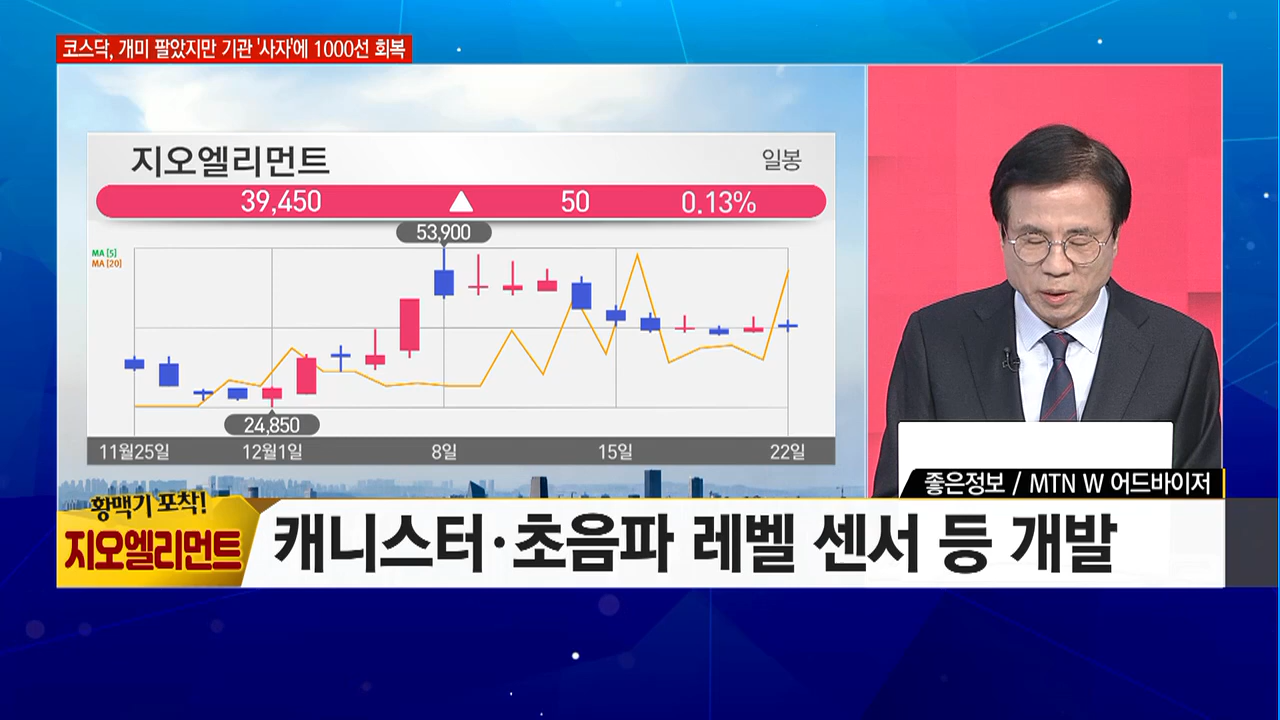 코스닥, 개미 팔았지만 기관 '사자'에 1000선 회복
지오엘리먼트
일봉
39,450 ▲ 50 0.13%
53,900
MA [5]
MA [20]
24,850
11월25일 12월1일 8일 15일 22일
좋은정보 / MTN W 어드바이저
황맥기 포착!
지오엘리먼트
캐니스터·초음파 레벨 센서 등 개발